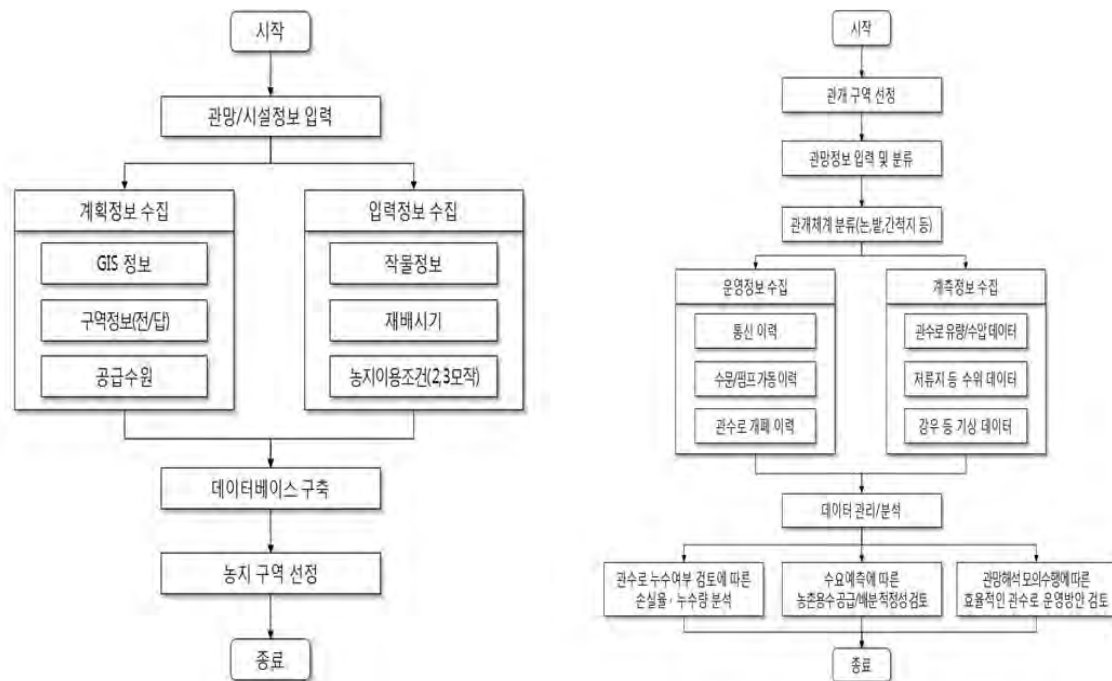 시작
관망/시설정보 입력
계획정보 수집
GIS 정보
구역정보(전/답)
공급수원
입력정보 수집
작물정보
재배시기
농지이용조건(2,3모작)
데이터베이스 구축
농지 구역 선정
종료
시작
관개 구역 선정
관망정보 입력 및 분류
관개체계 분류(논,밭,간척지 등)
운영정보 수집
통신 이력
수문/펌프가동 이력
관수로 개폐 이력
계측정보 수집
관수로 유량/수압 데이터
저류지 등 수위 데이터
강우 등 기상 데이터
데이터 관리/분석
관수로 누수여부 검토에 따른
손실율·누수량 분석
수요예측에 따른
농촌용수공급/배분적정성 검토
관망해석 모의수행에 따른
효율적인 관수로 운영방안 검토
종료